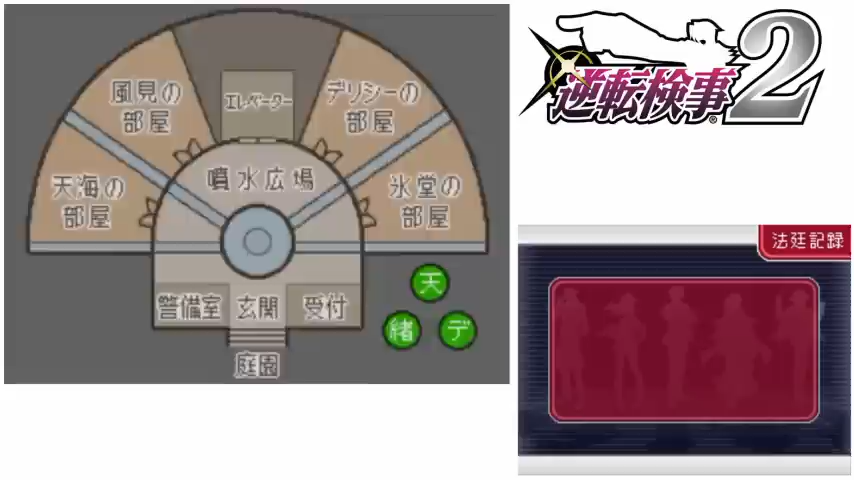 風見の
部屋
エレベーター
デリシーの
部屋
天海の
部屋
噴水広場
氷堂の
部屋
警備室
玄関
受付
庭園
天
緒
デ
逆転検事2
®
法廷記録